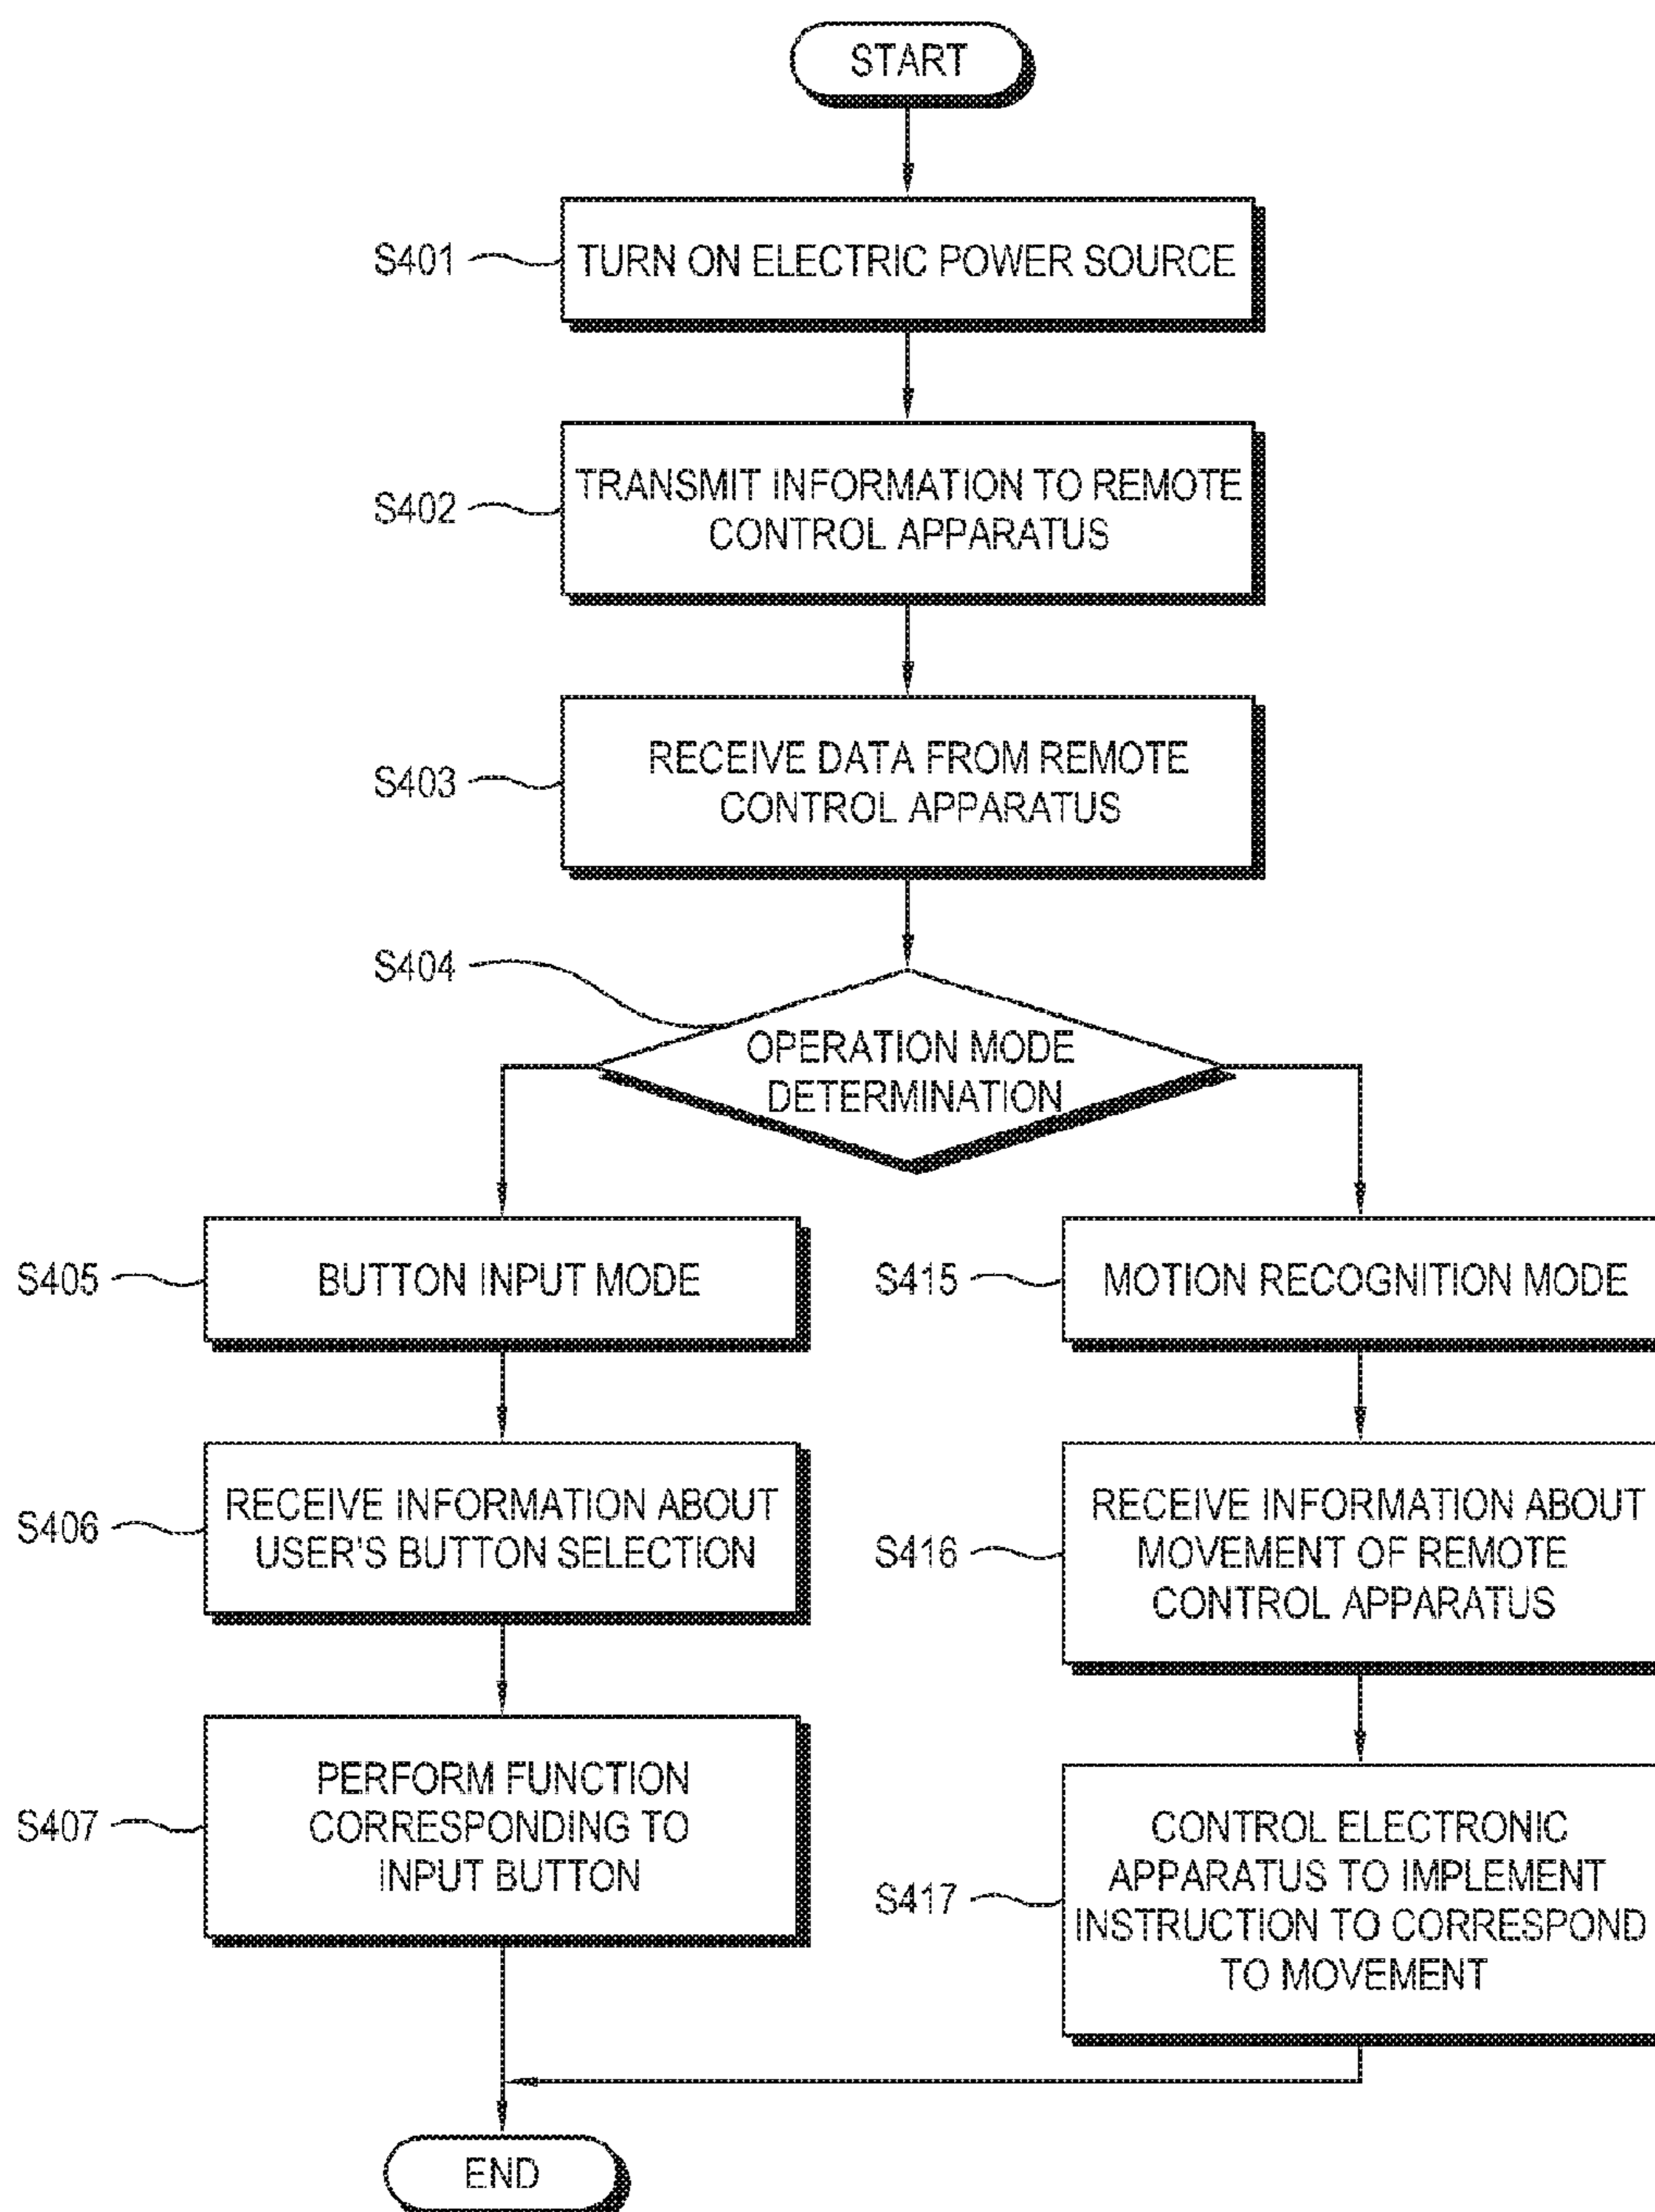 START
S401
TURN ON ELECTRIC POWER SOURCE
S402
TRANSMIT INFORMATION TO REMOTE
CONTROL APPARATUS
S403
RECEIVE DATA FROM REMOTE
CONTROL APPARATUS
S404
OPERATION MODE
DETERMINATION
S405
BUTTON INPUT MODE
S415
MOTION RECOGNITION MODE
S406
RECEIVE INFORMATION ABOUT
USER'S BUTTON SELECTION
S416
RECEIVE INFORMATION ABOUT
MOVEMENT OF REMOTE
CONTROL APPARATUS
S407
PERFORM FUNCTION
CORRESPONDING TO
INPUT BUTTON
S417
CONTROL ELECTRONIC
APPARATUS TO IMPLEMENT
INSTRUCTION TO CORRESPOND
TO MOVEMENT
END